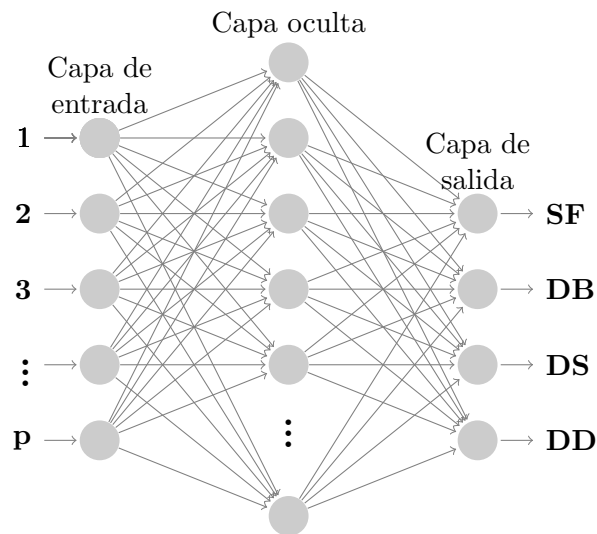 Capa oculta
Capa de
entrada
Capa de
salida
1
2
3
⋮
p
⋮
SF
DB
DS
DD